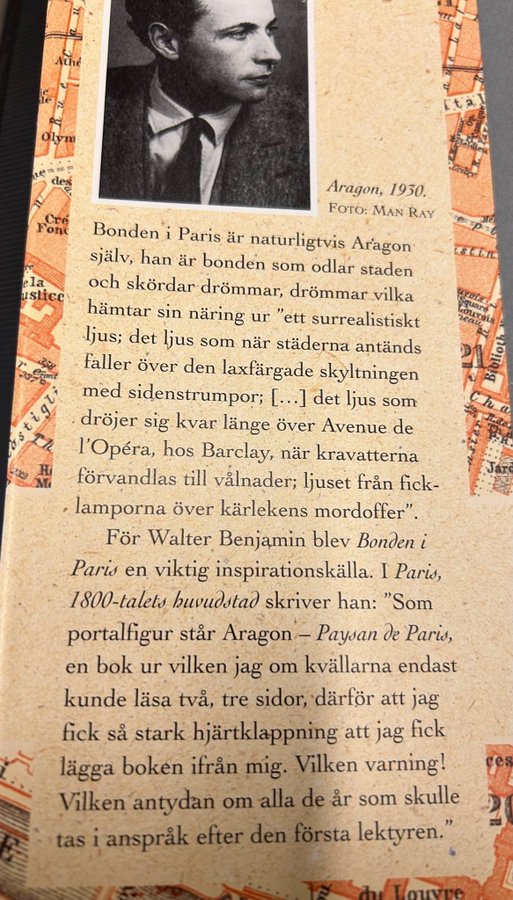 Aragon, 1930.
FOTO: MAN RAY
Bonden i Paris är naturligtvis Aragon
själv, han är bonden som odlar staden
och skördar drömmar, drömmar vilka
hämtar sin näring ur ”ett surrealistiskt
ljus; det ljus som när städerna antänds
faller över den laxfärgade skyltningen
med sidenstrumpor; [...] det ljus som
dröjer sig kvar länge över Avenue de
l’Opéra, hos Barclay, när kravatterna
förvandlas till vålnader; ljuset från fick-
lamporna över kärlekens mordoffer”.
För Walter Benjamin blev Bonden i
Paris en viktig inspirationskälla. I Paris,
1800-talets huvudstad skriver han: ”Som
portalfigur står Aragon – Paysan de Paris,
en bok ur vilken jag om kvällarna endast
kunde läsa två, tre sidor, därför att jag
fick så stark hjärtklappning att jag fick
lägga boken ifrån mig. Vilken varning!
Vilken antydan om alla de år som skulle
tas i anspråk efter den första lektyren.”
du Louvre